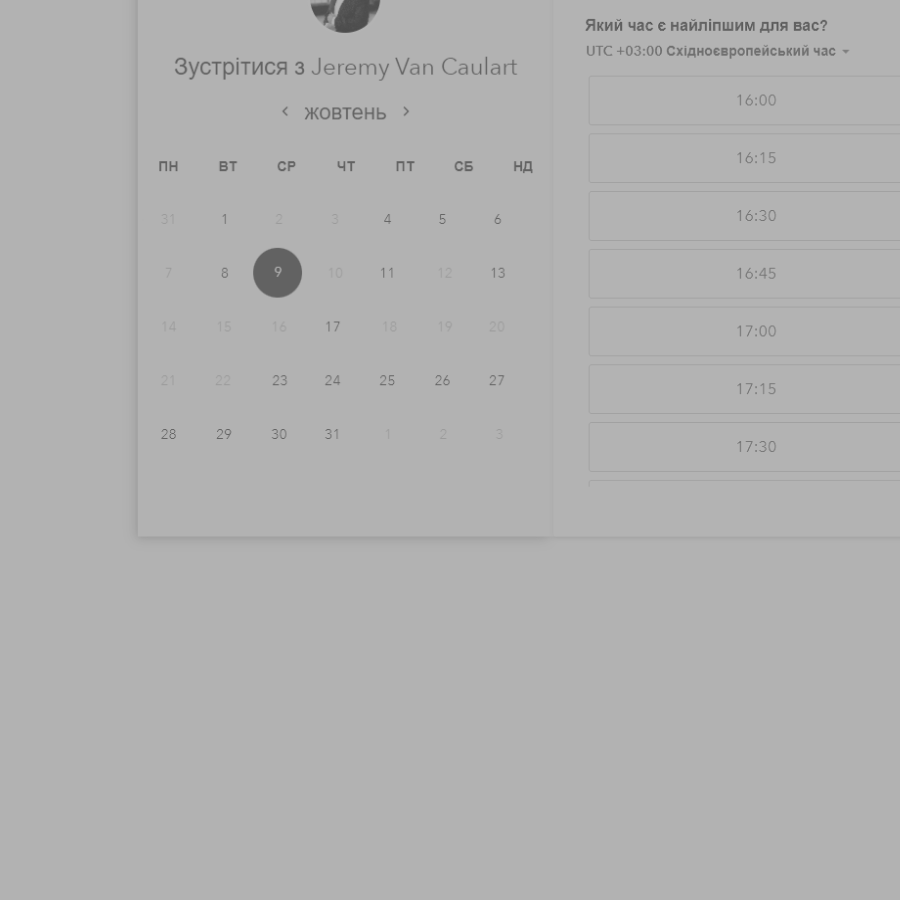 Зустрітися з Jeremy Van Caulart
жовтень
ПН ВТ СР ЧТ ПТ СБ НД
31 1 2 3 4 5 6
7 8 9 10 11 12 13
14 15 16 17 18 19 20
21 22 23 24 25 26 27
28 29 30 31 1 2 3
Який час є найліпшим для вас?
UTC +03:00 Східноєвропейський час
16:00
16:15
16:30
16:45
17:00
17:15
17:30